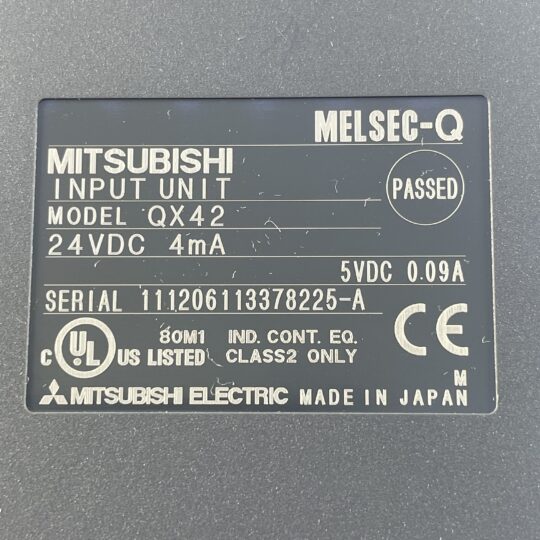 MELSEC-Q
MITSUBISHI
INPUT UNIT
PASSED
MODEL QX42
24VDC 4mA
5VDC 0.09A
SERIAL 111206113378225-A
C UL US LISTED 80M1 IND. CONT. EQ.
CLASS2 ONLY
CE
M
MITSUBISHI ELECTRIC MADE IN JAPAN